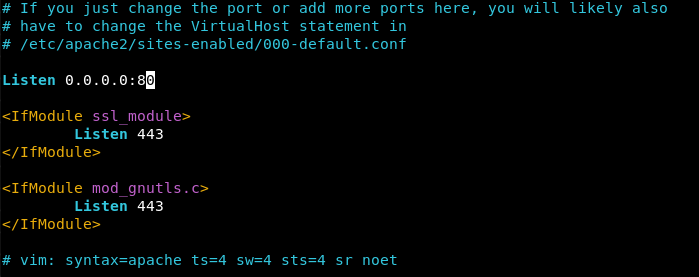 # If you just change the port or add more ports here, you will likely also
# have to change the VirtualHost statement in
# /etc/apache2/sites-enabled/000-default.conf
Listen 0.0.0.0:80
<IfModule ssl_module>
        Listen 443
</IfModule>
<IfModule mod_gnutls.c>
        Listen 443
</IfModule>
# vim: syntax=apache ts=4 sw=4 sts=4 sr noet